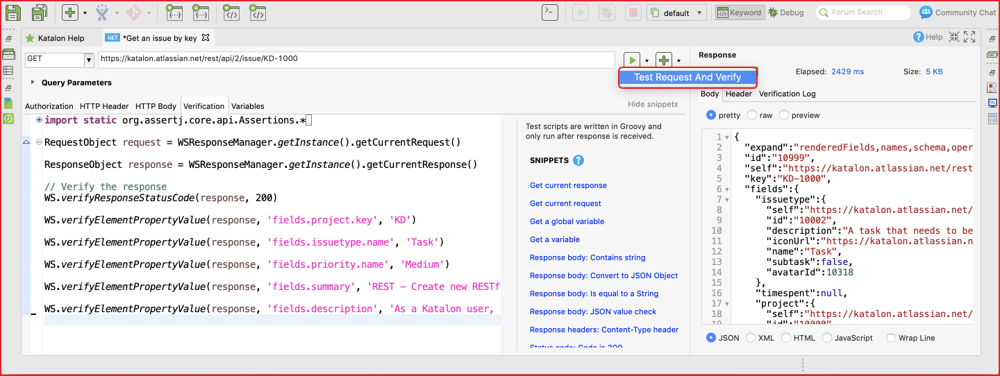 default
Keyword
Debug
Forum Search
Community Chat
Katalon Help
GET *Get an issue by key
Help
GET
https://katalon.atlassian.net/rest/api/2/issue/KD-1000
Test Request And Verify
Query Parameters
Authorization HTTP Header HTTP Body Verification Variables
Hide snippets
import static org.assertj.core.api.Assertions.*
RequestObject request = WSResponseManager.getInstance().getCurrentRequest()
ResponseObject response = WSResponseManager.getInstance().getCurrentResponse()
// Verify the response
WS.verifyResponseStatusCode(response, 200)
WS.verifyElementPropertyValue(response, 'fields.project.key', 'KD')
WS.verifyElementPropertyValue(response, 'fields.issuetype.name', 'Task')
WS.verifyElementPropertyValue(response, 'fields.priority.name', 'Medium')
WS.verifyElementPropertyValue(response, 'fields.summary', 'REST – Create new RESTf
WS.verifyElementPropertyValue(response, 'fields.description', 'As a Katalon user,
Test scripts are written in Groovy and
only run after response is received.
SNIPPETS ?
Get current response
Get current request
Get a global variable
Get a variable
Response body: Contains string
Response body: Convert to JSON Object
Response body: Is equal to a String
Response body: JSON value check
Response headers: Content-Type header
Status code: Code is 200
Response
Elapsed: 2429 ms Size: 5 KB
Body Header Verification Log
pretty raw preview
1 {
2 "expand":"renderedFields,names,schema,oper
3 "id":"10999",
4 "self":"https://katalon.atlassian.net/rest
5 "key":"KD-1000",
6 "fields":{
7 "issuetype":{
8 "self":"https://katalon.atlassian.net/
9 "id":"10002",
10 "description":"A task that needs to be
11 "iconUrl":"https://katalon.atlassian.n
12 "name":"Task",
13 "subtask":false,
14 "avatarId":10318
15 },
16 "timespent":null,
17 "project":{
18 "self":"https://katalon.atlassian.net/
19 "id":"10000"
JSON XML HTML JavaScript Wrap Line